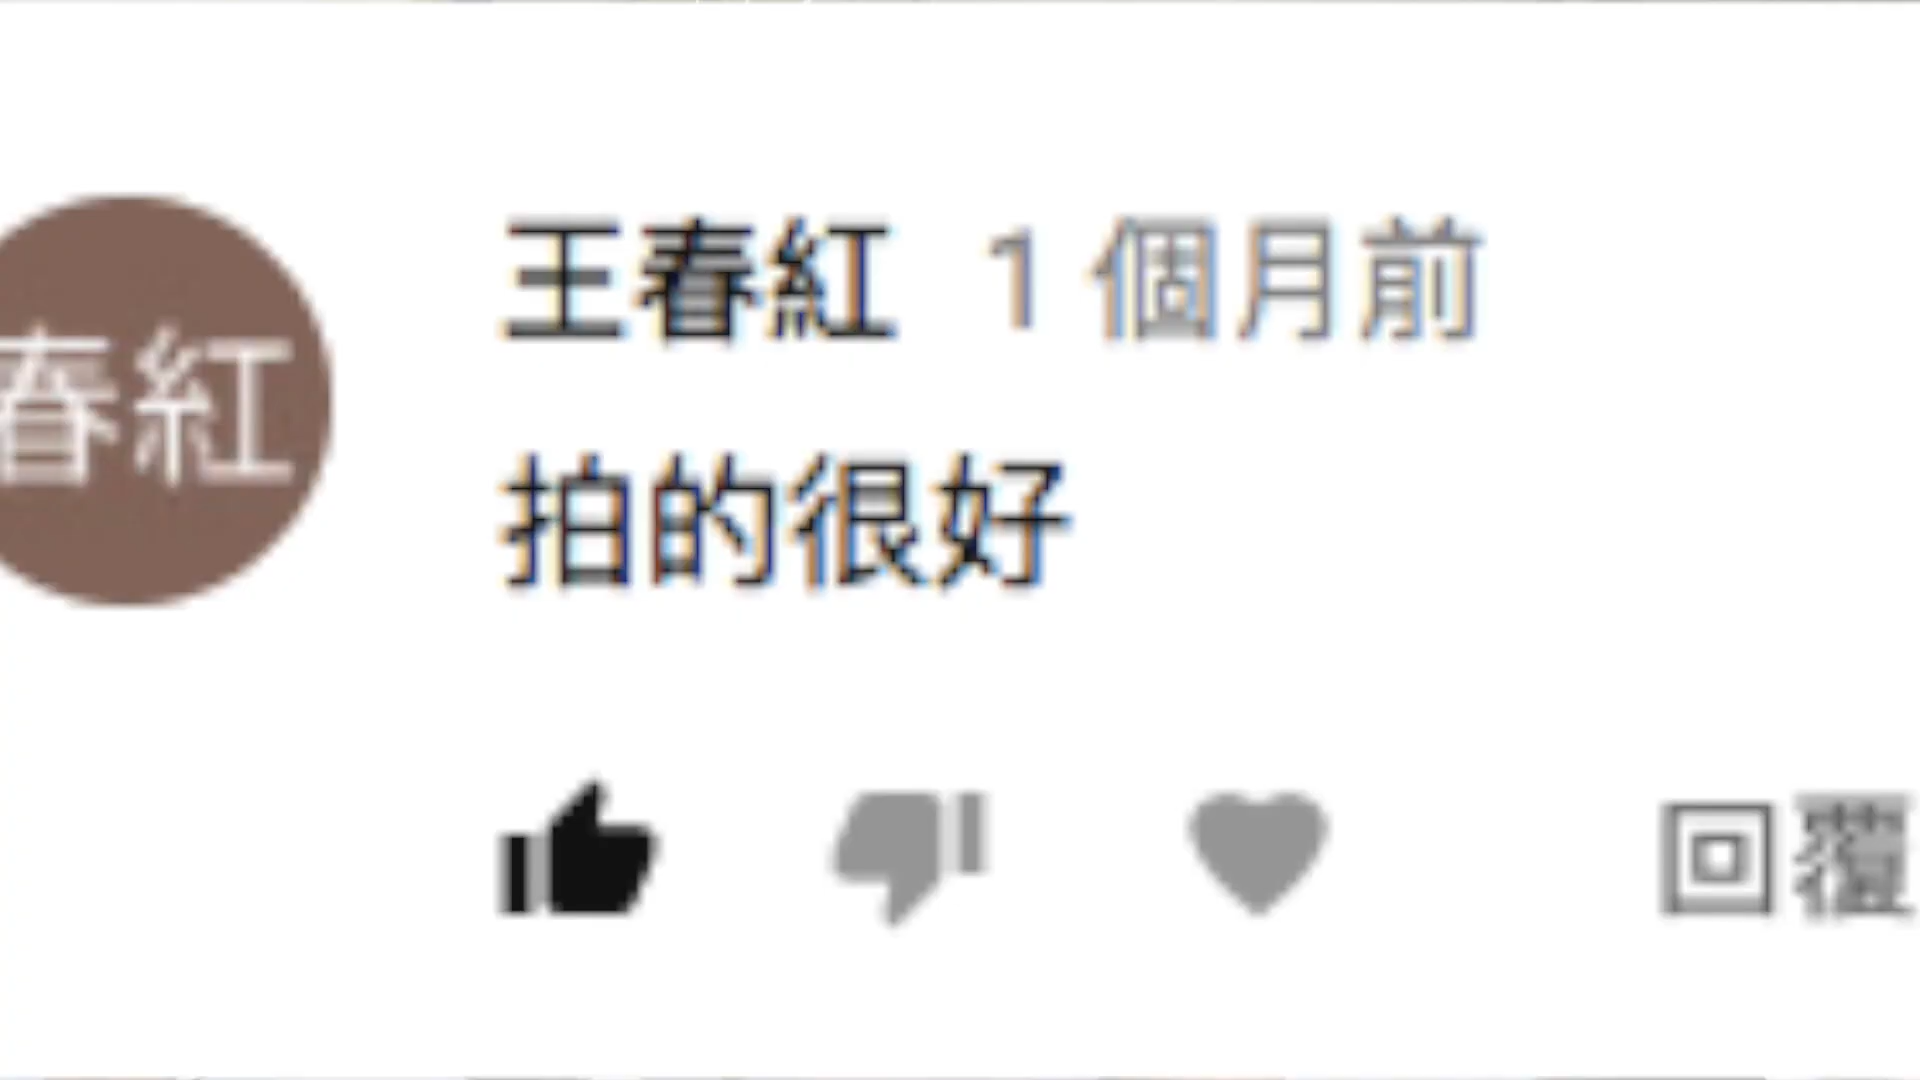 王春紅 1 個月前
春紅
拍的很好
回覆